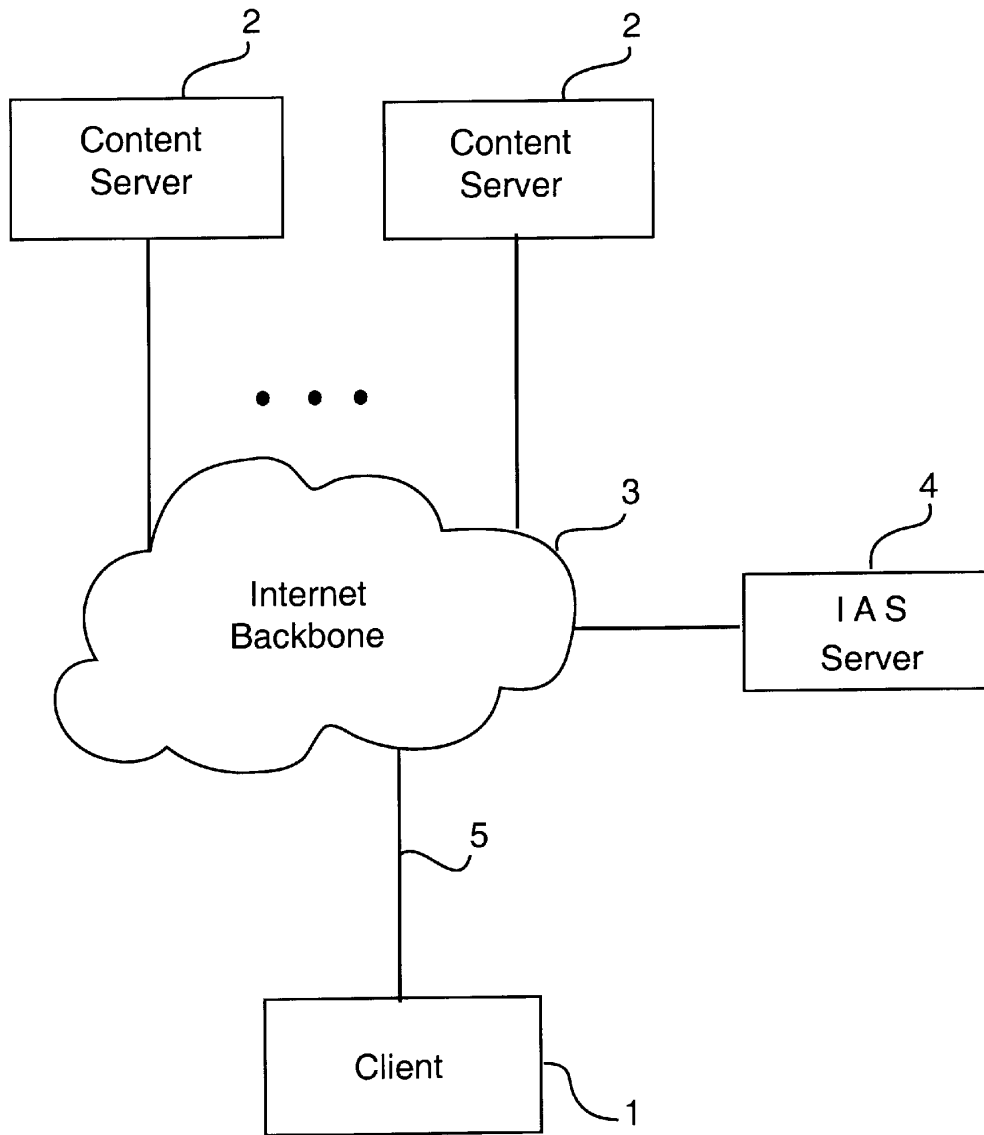 2
2
Content
Server
Content
Server
3
4
Internet
Backbone
I A S
Server
5
Client
1